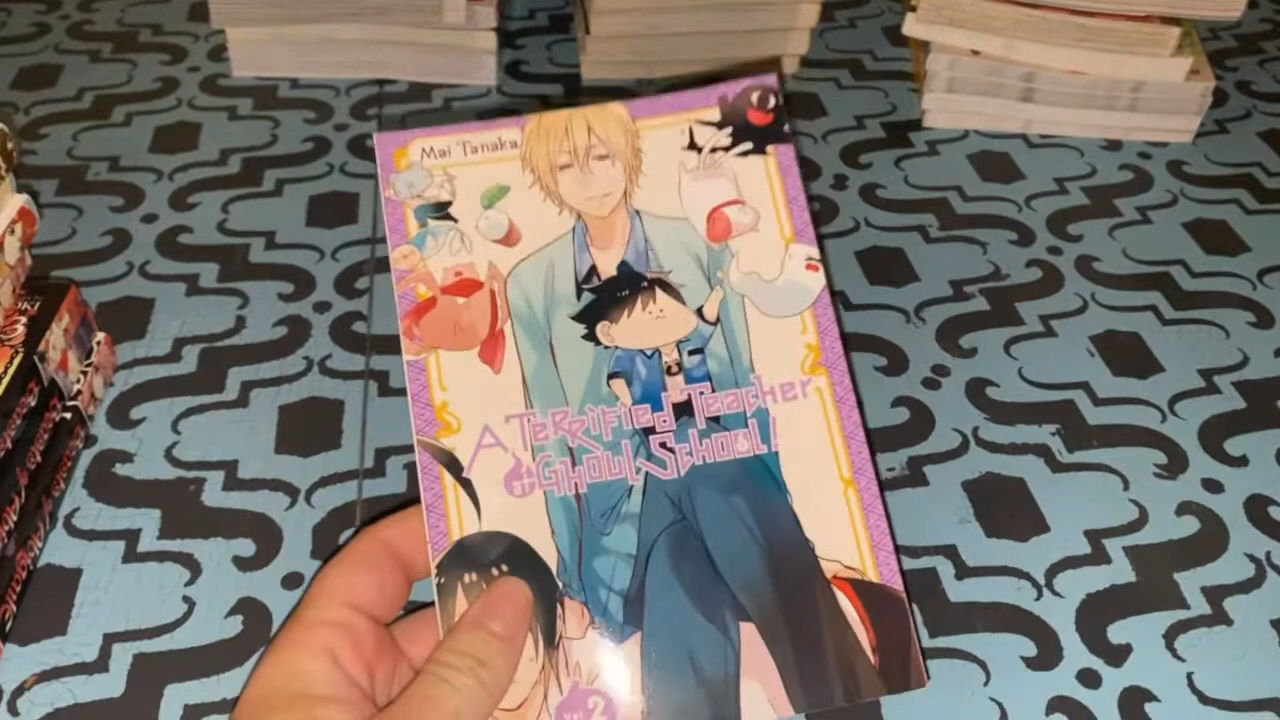 Mai Tanaka
A Terrified Teacher
at Ghoul School!
vol. 2